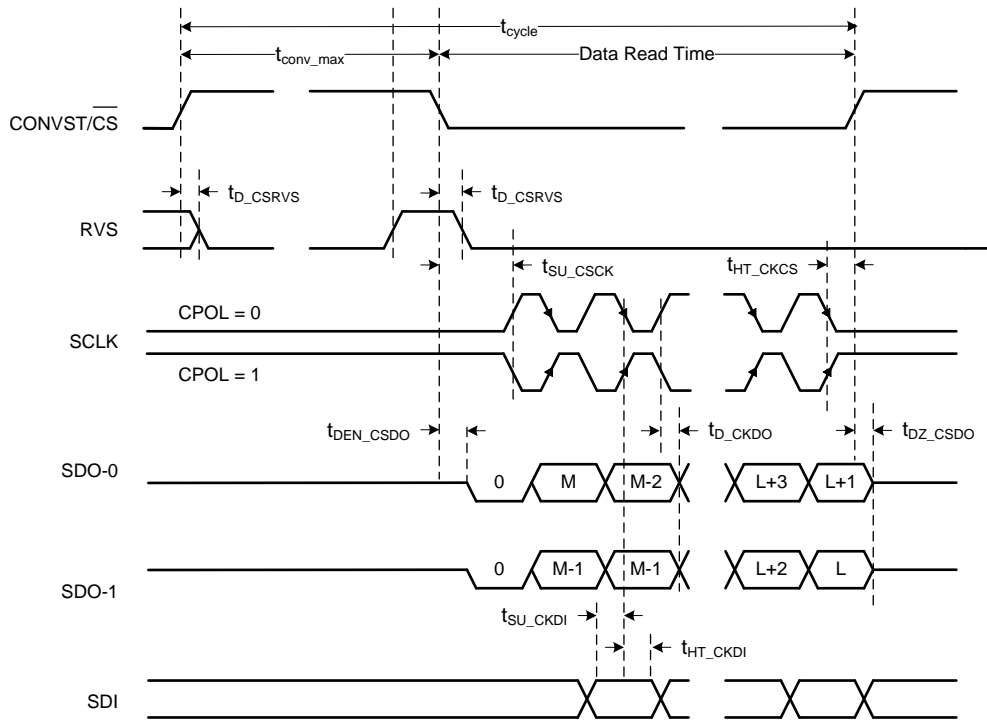 t_cycle
t_conv_max
Data Read Time
CONVST/C̅S̅
t_D_CSRVS
t_D_CSRVS
RVS
t_SU_CSCK
t_HT_CKCS
CPOL = 0
SCLK
CPOL = 1
t_DEN_CSDO
t_D_CKDO
t_DZ_CSDO
SDO-0
0
M
M-2
L+3
L+1
SDO-1
0
M-1
M-1
L+2
L
t_SU_CKDI
t_HT_CKDI
SDI